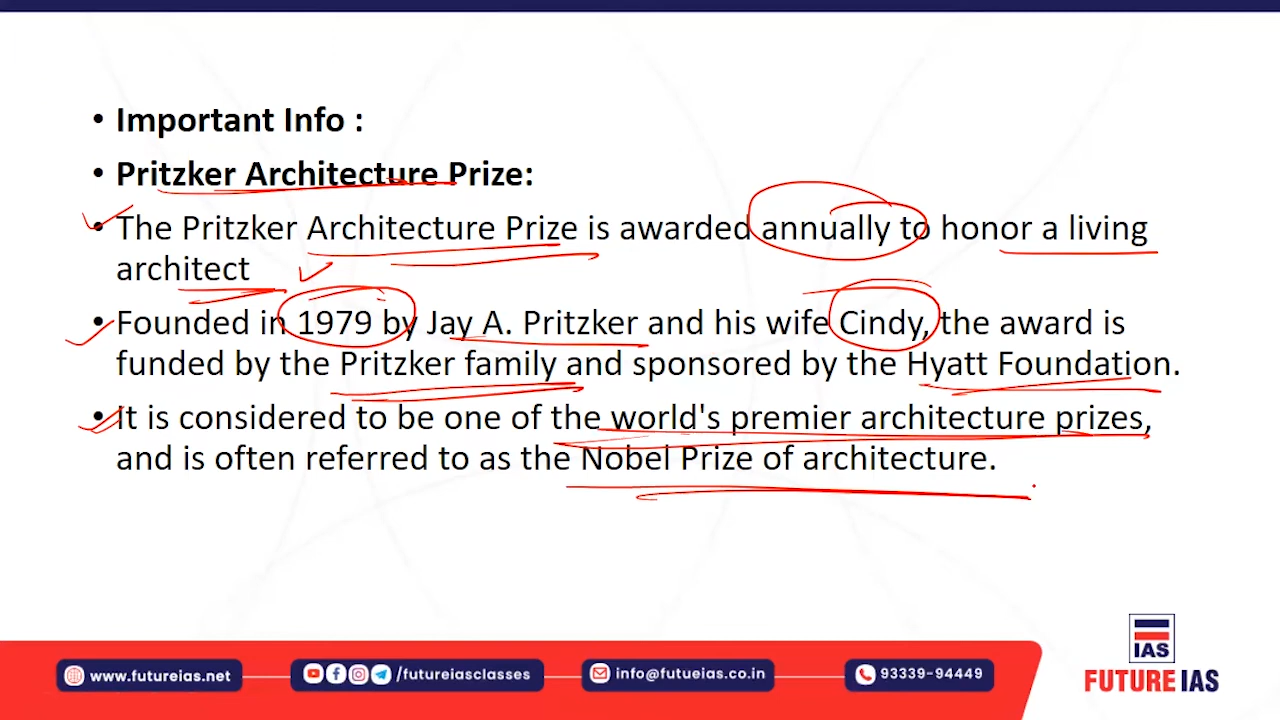 • Important Info :
• Pritzker Architecture Prize:
• The Pritzker Architecture Prize is awarded annually to honor a living
architect
• Founded in 1979 by Jay A. Pritzker and his wife Cindy, the award is
funded by the Pritzker family and sponsored by the Hyatt Foundation.
• It is considered to be one of the world's premier architecture prizes,
and is often referred to as the Nobel Prize of architecture.
www.futureias.net
/futureiasclasses
info@futueias.co.in
93339-94449
IAS
FUTURE IAS